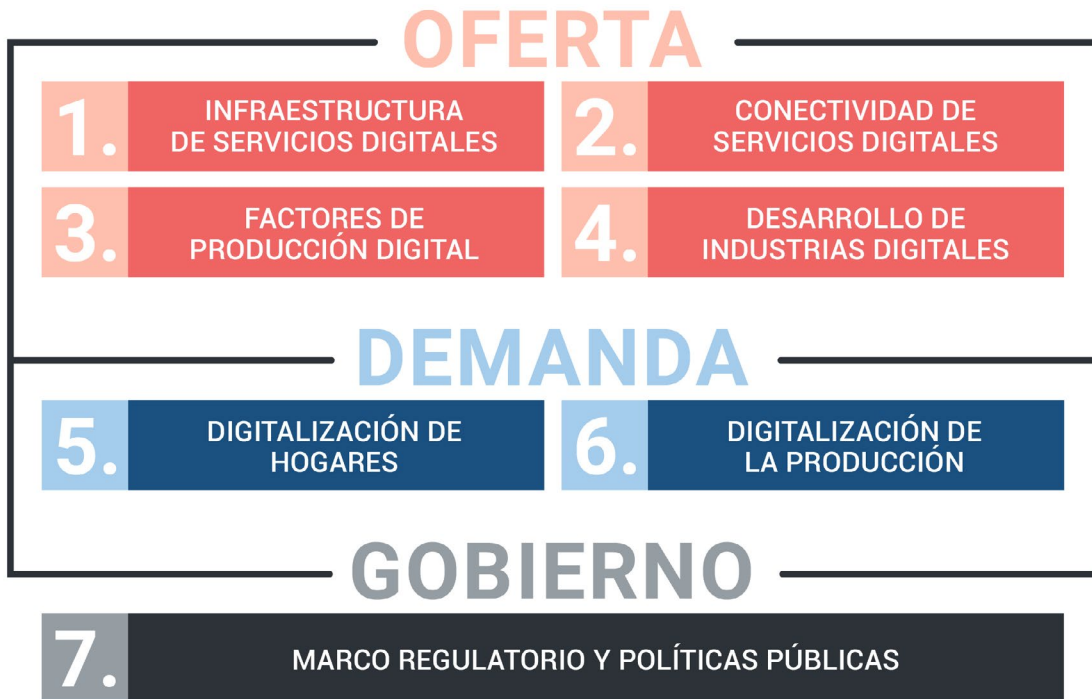 OFERTA
1. INFRAESTRUCTURA
DE SERVICIOS DIGITALES
2. CONECTIVIDAD DE
SERVICIOS DIGITALES
3. FACTORES DE
PRODUCCIÓN DIGITAL
4. DESARROLLO DE
INDUSTRIAS DIGITALES
DEMANDA
5. DIGITALIZACIÓN DE
HOGARES
6. DIGITALIZACIÓN DE
LA PRODUCCIÓN
GOBIERNO
7. MARCO REGULATORIO Y POLÍTICAS PÚBLICAS